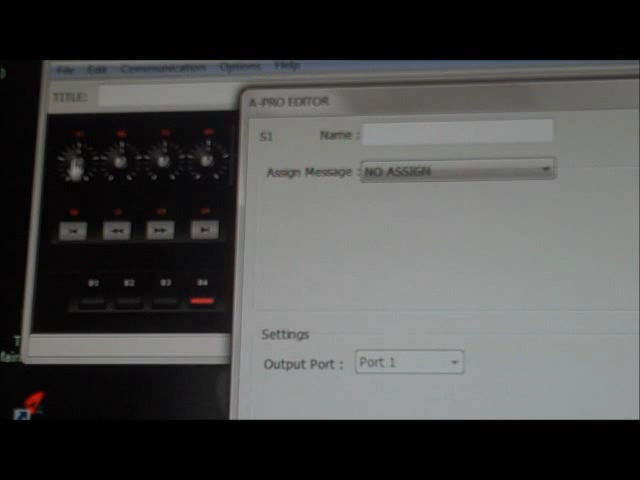 File Edit Communication Options Help
TITLE:
A-PRO EDITOR
S1 Name :
Assign Message : NO ASSIGN
B1 B2 B3 B4
Settings
Output Port : Port 1